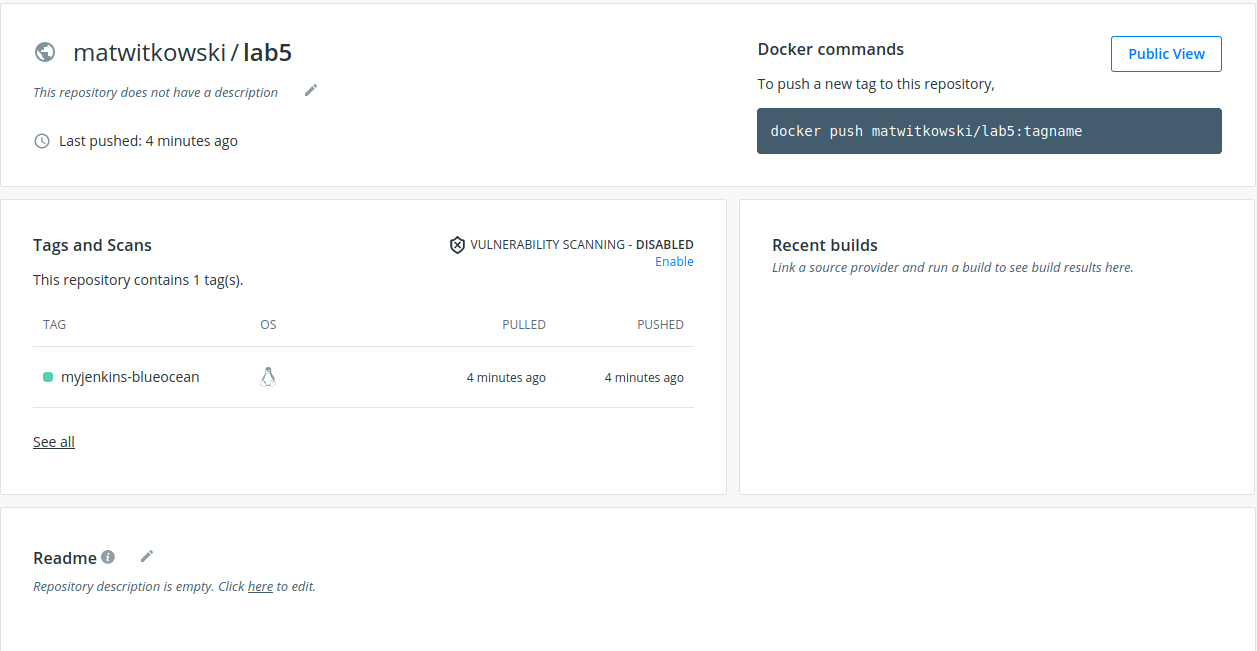 matwitkowski / lab5
This repository does not have a description
Last pushed: 4 minutes ago
Docker commands
Public View
To push a new tag to this repository,
docker push matwitkowski/lab5:tagname
Tags and Scans
VULNERABILITY SCANNING - DISABLED
Enable
This repository contains 1 tag(s).
TAG OS PULLED PUSHED
myjenkins-blueocean 4 minutes ago 4 minutes ago
See all
Recent builds
Link a source provider and run a build to see build results here.
Readme
Repository description is empty. Click here to edit.